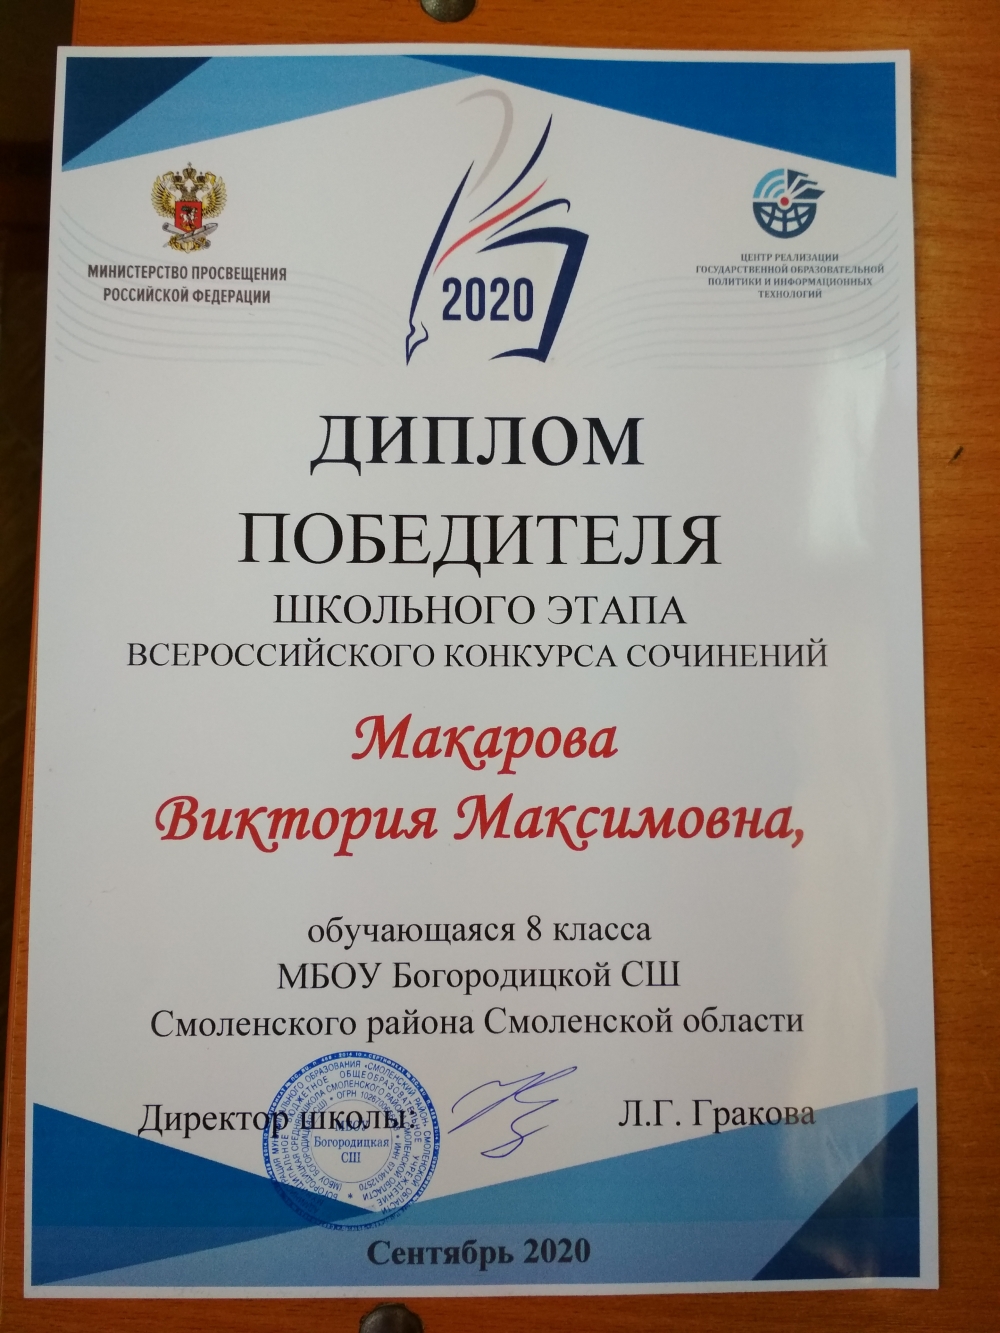 МИНИСТЕРСТВО ПРОСВЕЩЕНИЯ
РОССИЙСКОЙ ФЕДЕРАЦИИ
2020
ЦЕНТР РЕАЛИЗАЦИИ
ГОСУДАРСТВЕННОЙ ОБРАЗОВАТЕЛЬНОЙ
ПОЛИТИКИ И ИНФОРМАЦИОННЫХ
ТЕХНОЛОГИЙ
ДИПЛОМ
ПОБЕДИТЕЛЯ
ШКОЛЬНОГО ЭТАПА
ВСЕРОССИЙСКОГО КОНКУРСА СОЧИНЕНИЙ
Макарова
Виктория Максимовна,
обучающаяся 8 класса
МБОУ Богородицкой СШ
Смоленского района Смоленской области
Директор школы:
Л.Г. Гракова
МБОУ
Богородицкая
СШ
Сентябрь 2020